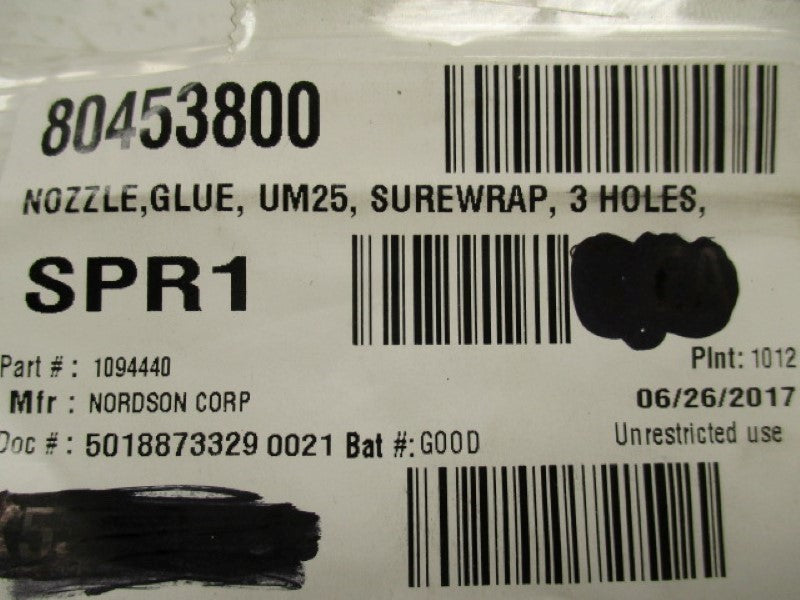 80453800
NOZZLE,GLUE, UM25, SUREWRAP, 3 HOLES,
SPR1
Plnt: 1012
Part # : 1094440
Mfr : NORDSON CORP
06/26/2017
Doc # : 5018873329 0021 Bat #: GOOD
Unrestricted use